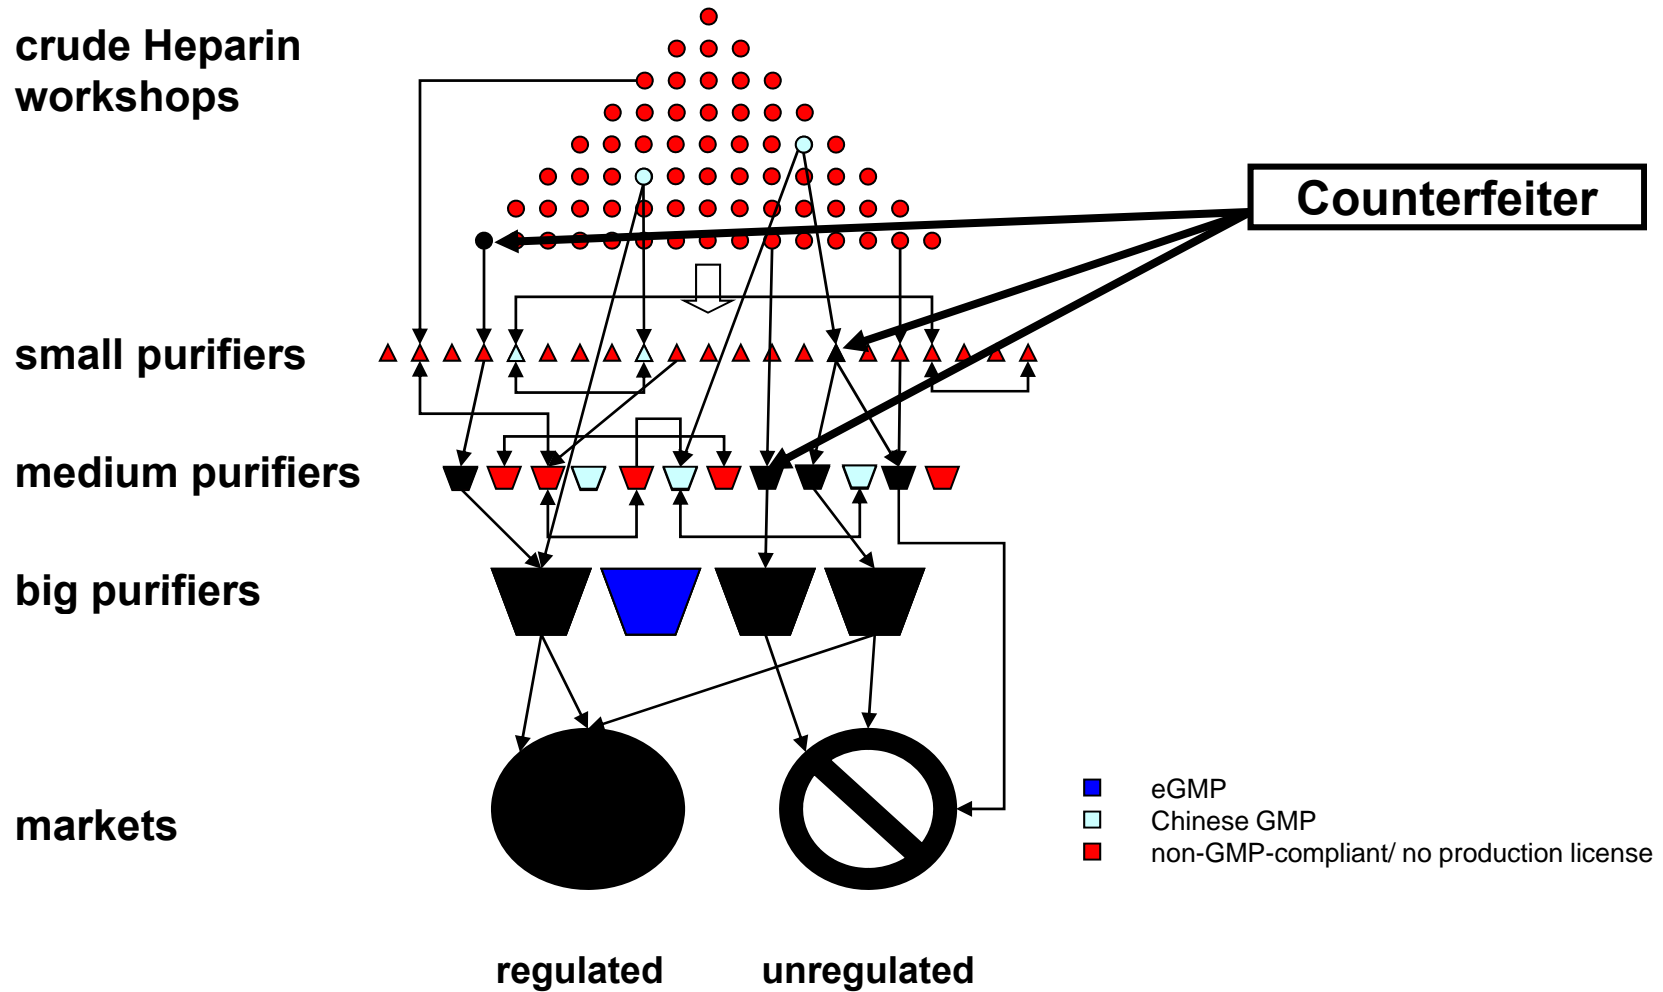 crude Heparin
workshops
Counterfeiter
small purifiers
medium purifiers
big purifiers
markets
eGMP
Chinese GMP
non-GMP-compliant/ no production license
regulated
unregulated